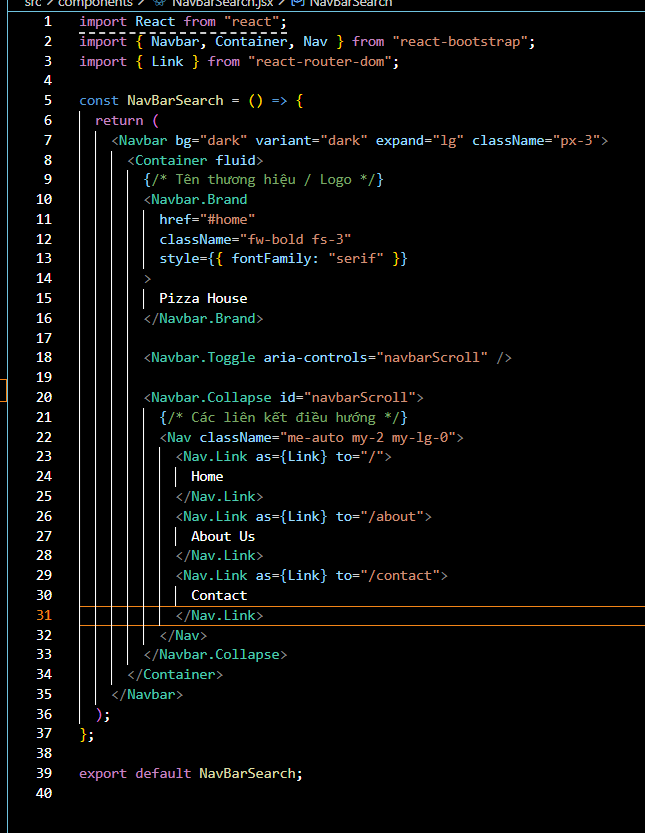 src > components > NavbarSearch.jsx > NavBarSearch
1 import React from "react";
2 import { Navbar, Container, Nav } from "react-bootstrap";
3 import { Link } from "react-router-dom";
4
5 const NavBarSearch = () => {
6 return (
7 <Navbar bg="dark" variant="dark" expand="lg" className="px-3">
8 <Container fluid>
9 {/* Tên thương hiệu / Logo */}
10 <Navbar.Brand
11 href="#home"
12 className="fw-bold fs-3"
13 style={{ fontFamily: "serif" }}
14 >
15 Pizza House
16 </Navbar.Brand>
17
18 <Navbar.Toggle aria-controls="navbarScroll" />
19
20 <Navbar.Collapse id="navbarScroll">
21 {/* Các liên kết điều hướng */}
22 <Nav className="me-auto my-2 my-lg-0">
23 <Nav.Link as={Link} to="/">
24 Home
25 </Nav.Link>
26 <Nav.Link as={Link} to="/about">
27 About Us
28 </Nav.Link>
29 <Nav.Link as={Link} to="/contact">
30 Contact
31 </Nav.Link>
32 </Nav>
33 </Navbar.Collapse>
34 </Container>
35 </Navbar>
36 );
37 };
38
39 export default NavBarSearch;
40